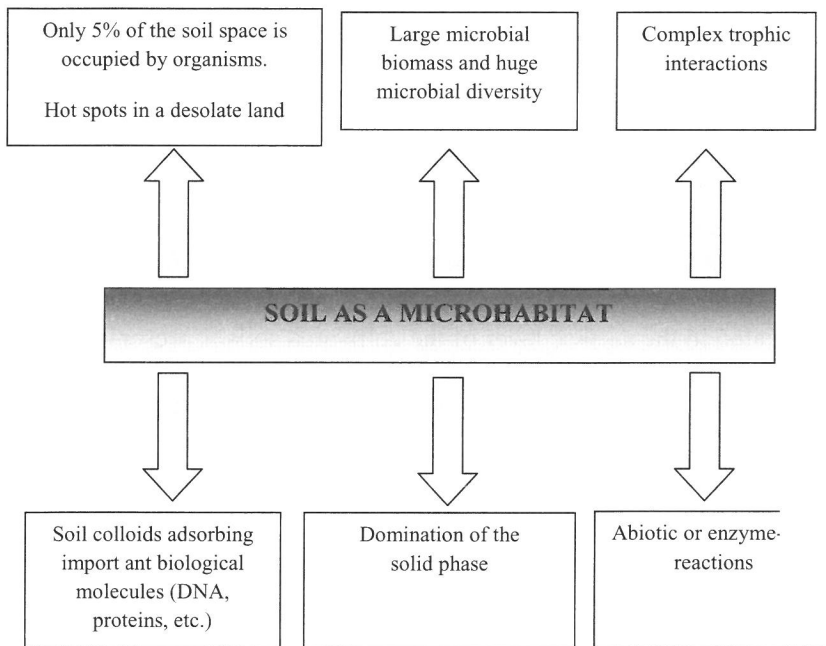 Only 5% of the soil space is
occupied by organisms.
Hot spots in a desolate land
Large microbial
biomass and huge
microbial diversity
Complex trophic
interactions
SOIL AS A MICROHABITAT
Soil colloids adsorbing
import ant biological
molecules (DNA,
proteins, etc.)
Domination of the
solid phase
Abiotic or enzyme-
reactions